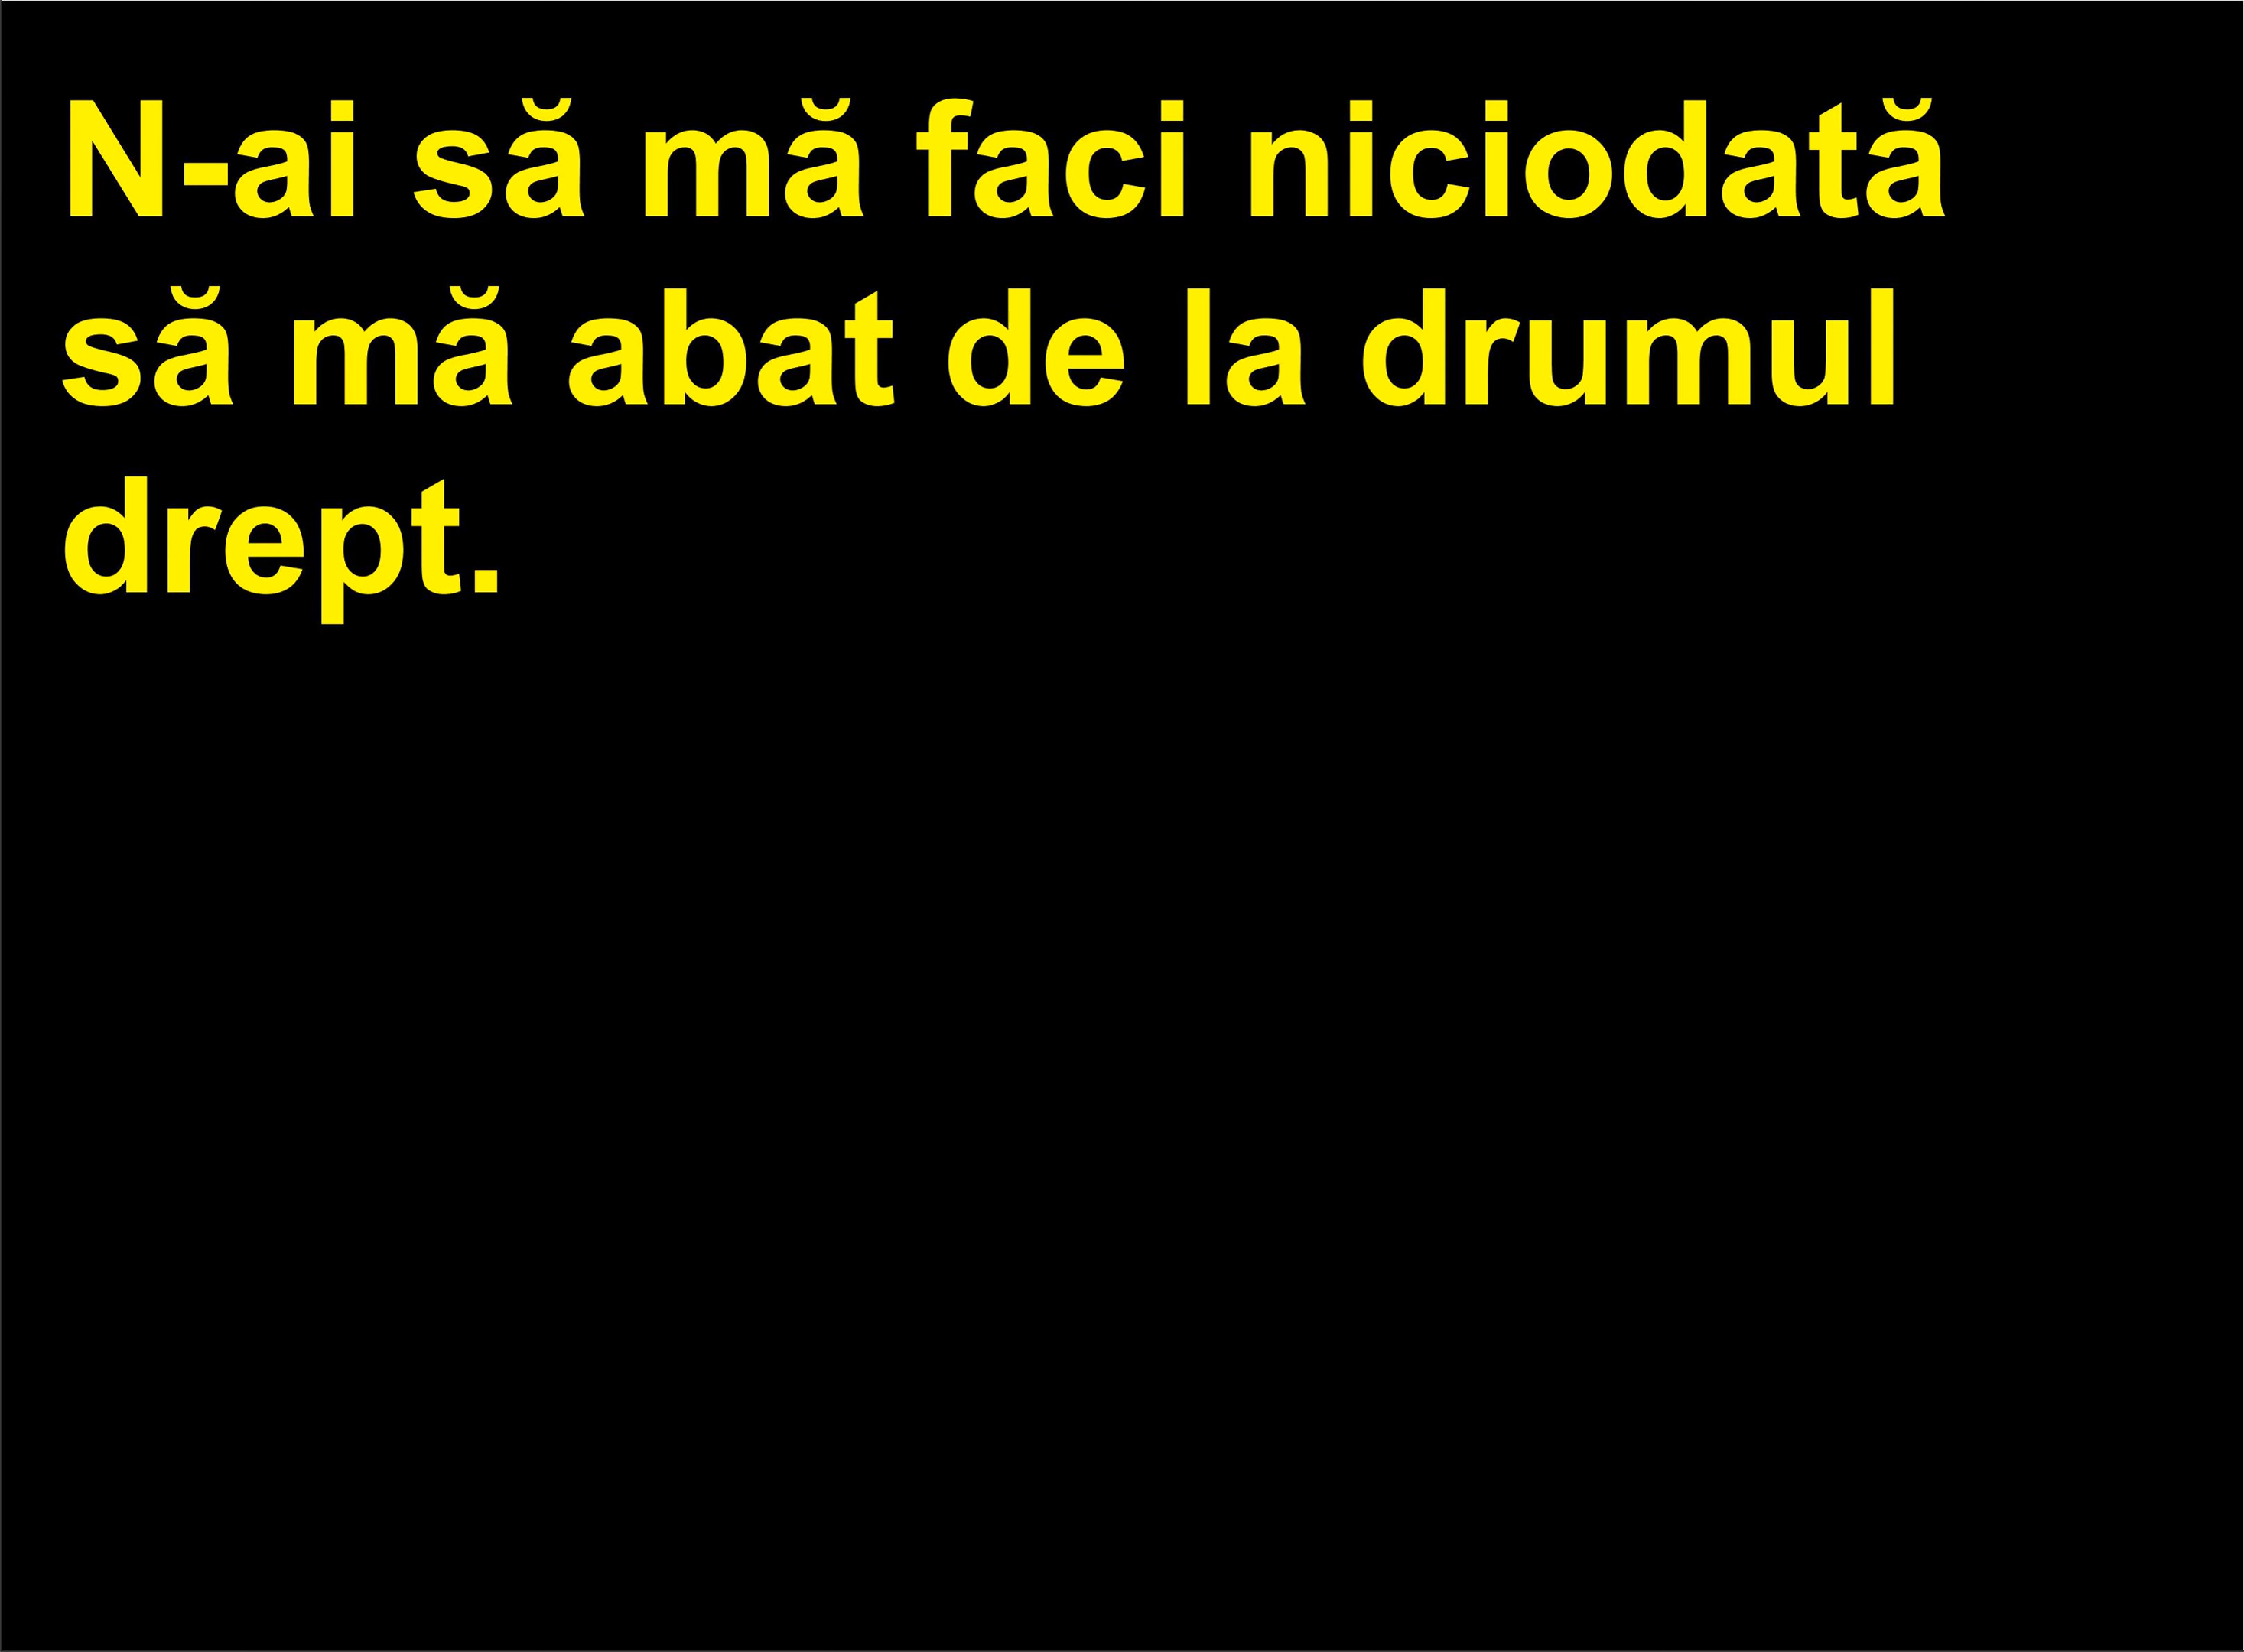 N-ai să mă faci niciodată
să mă abat de la drumul
drept.